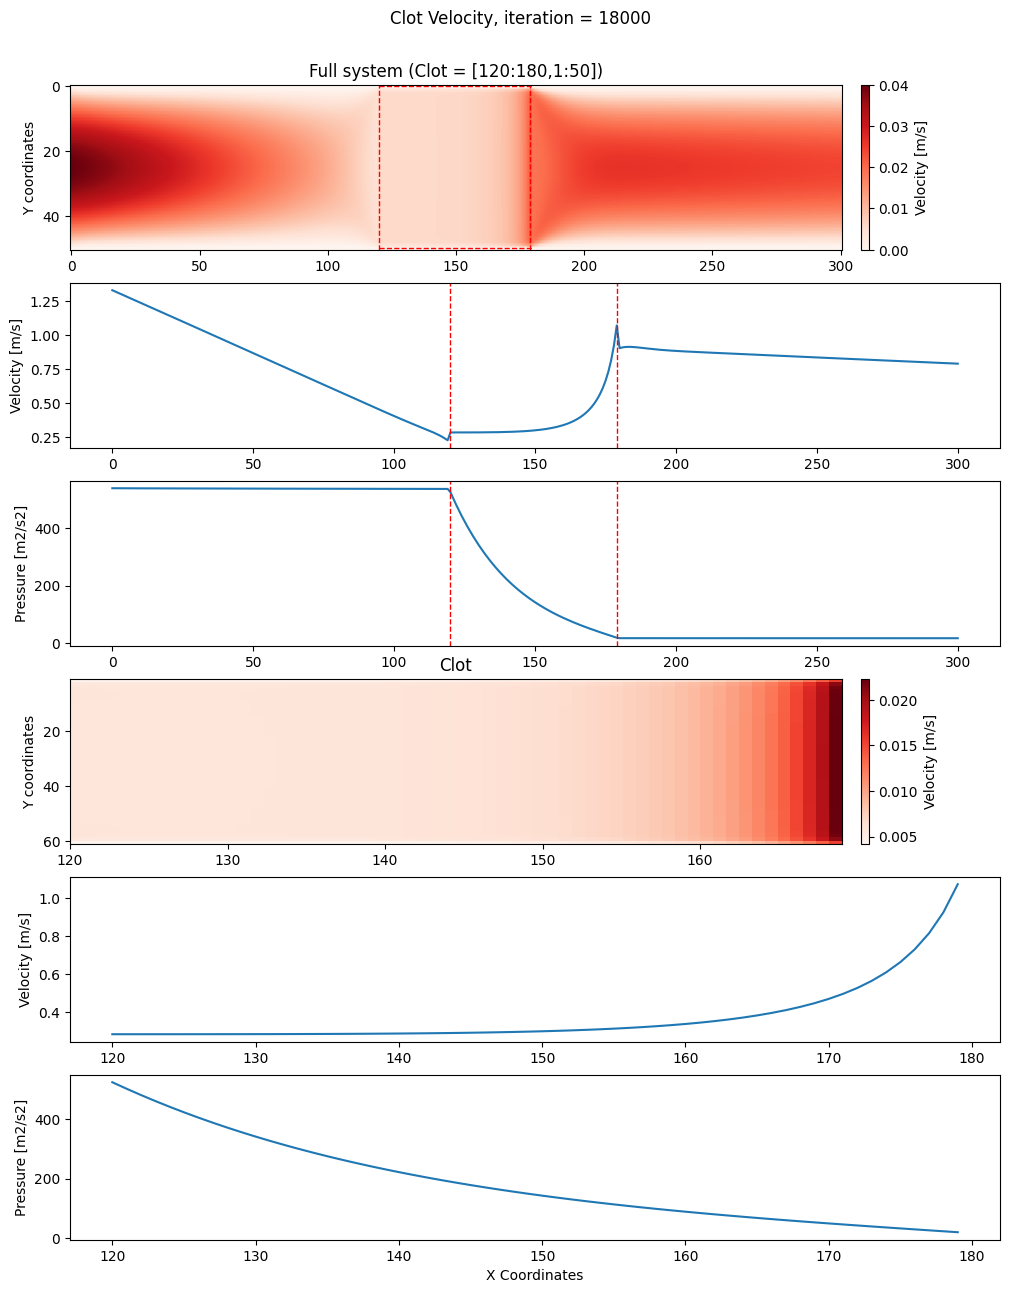 Clot Velocity, iteration = 18000
Full system (Clot = [120:180,1:50])
Y coordinates
0
20
40
0 50 100 150 200 250 300
0.04
0.03
0.02
0.01
0.00
Velocity [m/s]
Velocity [m/s]
1.25
1.00
0.75
0.50
0.25
0 50 100 150 200 250 300
Pressure [m2/s2]
400
200
0
0 50 100 150 200 250 300
Clot
Y coordinates
20
40
60
120 130 140 150 160
0.020
0.015
0.010
0.005
Velocity [m/s]
Velocity [m/s]
1.0
0.8
0.6
0.4
120 130 140 150 160 170 180
Pressure [m2/s2]
400
200
0
120 130 140 150 160 170 180
X Coordinates